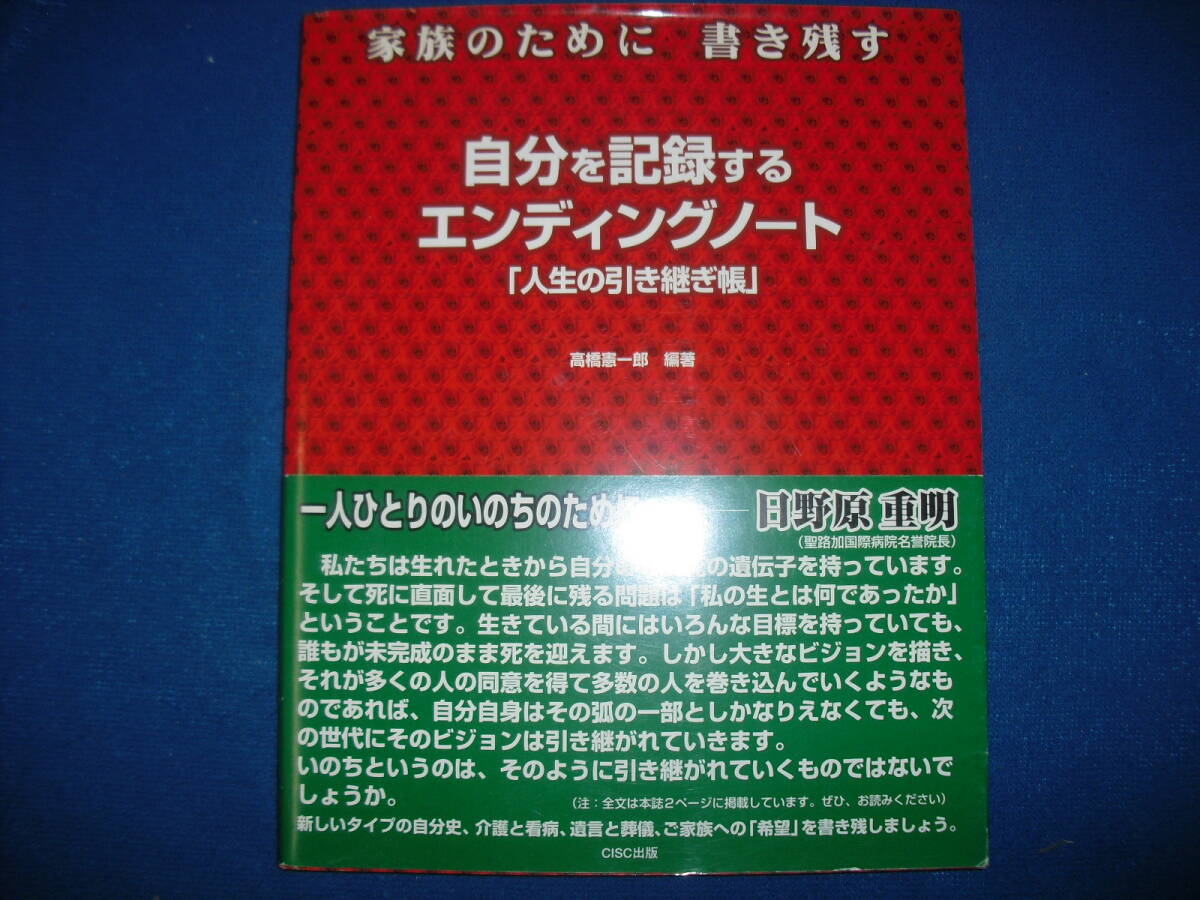 家族のために 書き残す
自分を記録する
エンディングノート
「人生の引き継ぎ帳」
高橋憲一郎 編著
一人ひとりのいのちのため
日野原 重明
(聖路加国際病院名誉院長)
私たちは生れたときから自分 の遺伝子を持っています。
そして死に直面して最後に残る問題は「私の生とは何であったか」
ということです。生きている間にはいろんな目標を持っていても、
誰もが未完成のまま死を迎えます。しかし大きなビジョンを描き、
それが多くの人の同意を得て多数の人を巻き込んでいくようなも
のであれば、自分自身はその弧の一部としかなりえなくても、次
の世代にそのビジョンは引き継がれていきます。
いのちというのは、そのように引き継がれていくものではないで
しょうか。
(注:全文は本誌2ページに掲載しています。ぜひ、お読みください)
新しいタイプの自分史、介護と看病、遺言と葬儀、ご家族への「希望」を書き残しましょう。
CISC出版